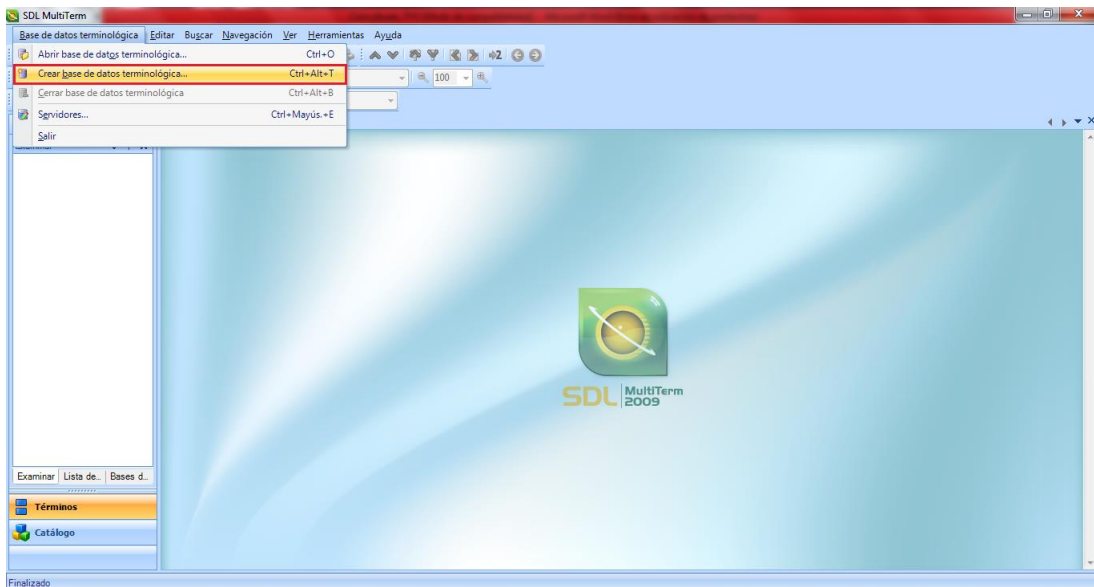 SDL MultiTerm
Base de datos terminológica Editar Buscar Navegación Ver Herramientas Ayuda
Abrir base de datos terminológica... Ctrl+O
Crear base de datos terminológica... Ctrl+Alt+T
100
Cerrar base de datos terminológica Ctrl+Alt+B
Servidores... Ctrl+Mayús.+E
Salir
SDL MultiTerm
2009
Examinar Lista de... Bases d...
Términos
Catálogo
Finalizado